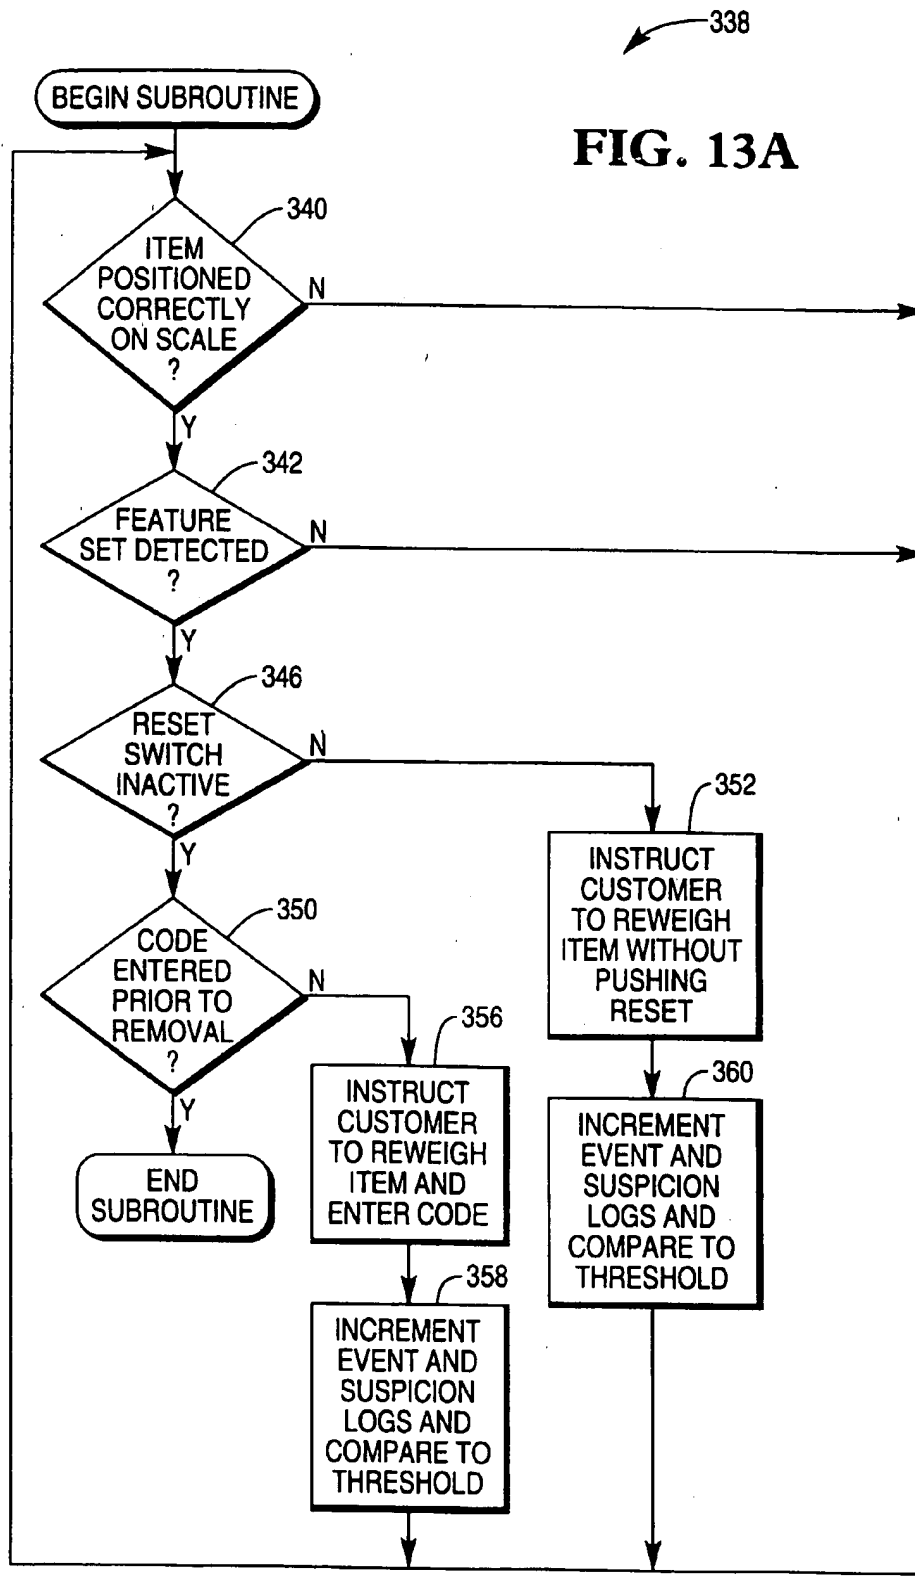 338
BEGIN SUBROUTINE
FIG. 13A
340
ITEM
POSITIONED
CORRECTLY
ON SCALE
?
N
Y
342
FEATURE
SET DETECTED
?
N
Y
346
RESET
SWITCH
INACTIVE
?
N
Y
352
INSTRUCT
CUSTOMER
TO REWEIGH
ITEM WITHOUT
PUSHING
RESET
350
CODE
ENTERED
PRIOR TO
REMOVAL
?
N
Y
356
INSTRUCT
CUSTOMER
TO REWEIGH
ITEM AND
ENTER CODE
360
INCREMENT
EVENT AND
SUSPICION
LOGS AND
COMPARE TO
THRESHOLD
END
SUBROUTINE
358
INCREMENT
EVENT AND
SUSPICION
LOGS AND
COMPARE TO
THRESHOLD